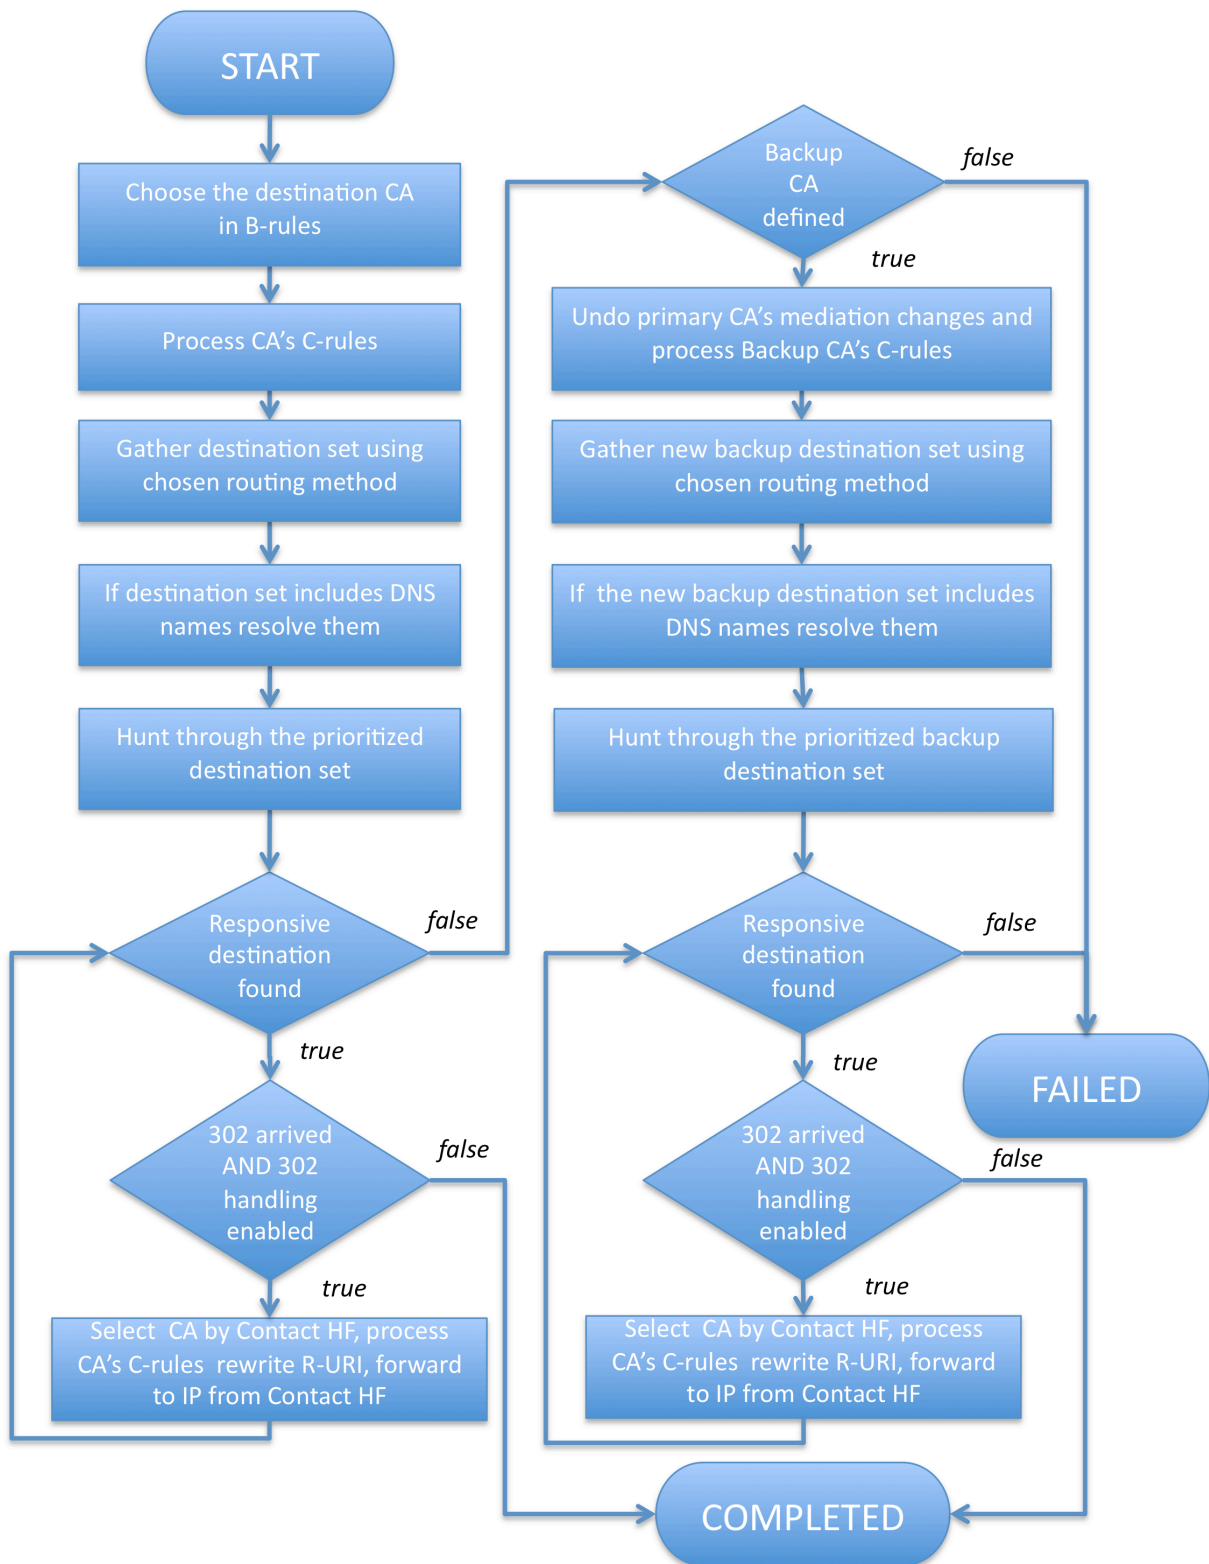 START
Choose the destination CA
in B-rules
Process CA’s C-rules
Gather destination set using
chosen routing method
If destination set includes DNS
names resolve them
Hunt through the prioritized
destination set
Responsive
destination
found
false
true
302 arrived
AND 302
handling
enabled
false
true
Select  CA by Contact HF, process
CA’s C-rules  rewrite R-URI, forward
to IP from Contact HF
Backup
CA
defined
false
true
Undo primary CA’s mediation changes and
process Backup CA’s C-rules
Gather new backup destination set using
chosen routing method
If  the new backup destination set includes
DNS names resolve them
Hunt through the prioritized backup
destination set
Responsive
destination
found
false
true
FAILED
302 arrived
AND 302
handling
enabled
false
true
Select  CA by Contact HF, process
CA’s C-rules  rewrite R-URI, forward
to IP from Contact HF
COMPLETED